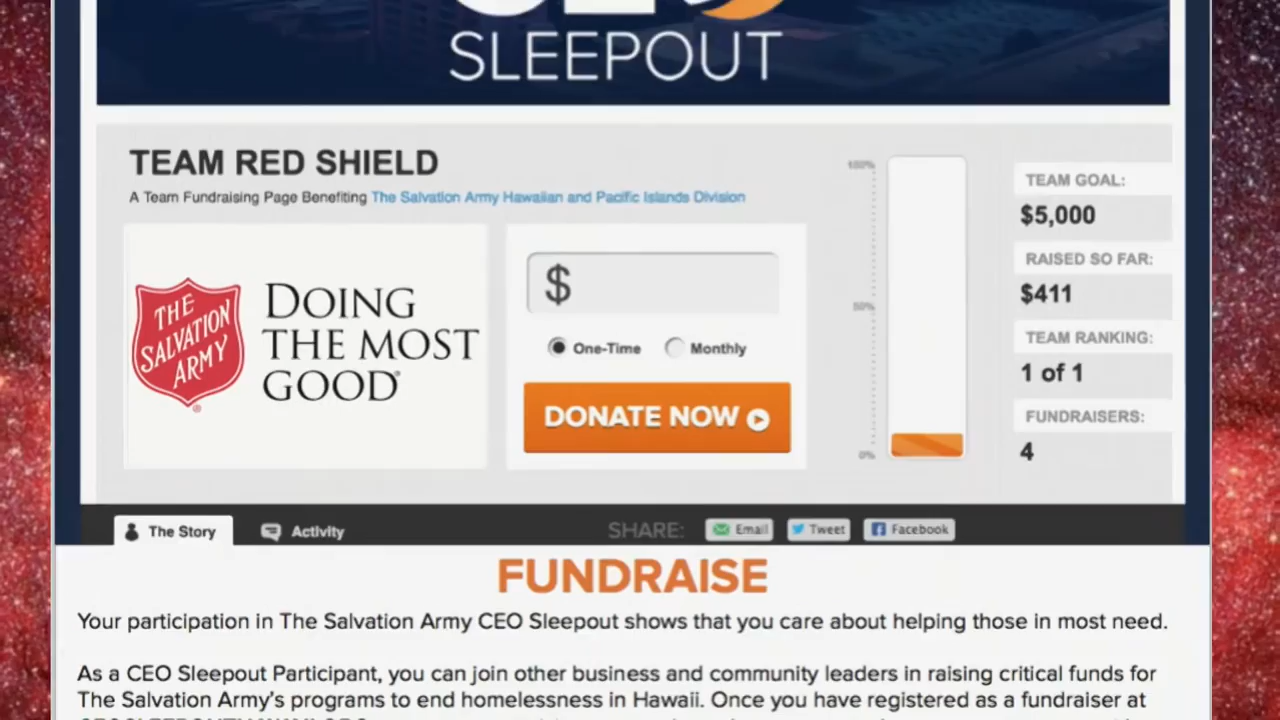 SLEEPOUT
TEAM RED SHIELD
A Team Fundraising Page Benefiting The Salvation Army Hawaiian and Pacific Islands Division
THE
SALVATION
ARMY
®
DOING
THE MOST
GOOD®
$
One-Time Monthly
DONATE NOW
100%
50%
0%
TEAM GOAL:
$5,000
RAISED SO FAR:
$411
TEAM RANKING:
1 of 1
FUNDRAISERS:
4
The Story Activity SHARE: Email Tweet Facebook
FUNDRAISE
Your participation in The Salvation Army CEO Sleepout shows that you care about helping those in most need.
As a CEO Sleepout Participant, you can join other business and community leaders in raising critical funds for
The Salvation Army's programs to end homelessness in Hawaii. Once you have registered as a fundraiser at